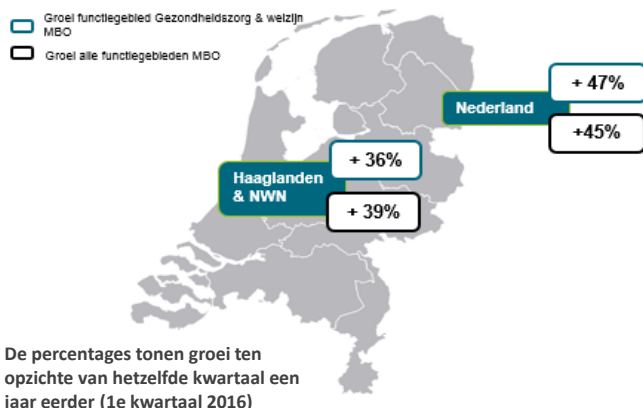 Groei functiegebied Gezondheidszorg & welzijn
MBO
Groei alle functiegebieden MBO
+ 47%
Nederland
+45%
+ 36%
Haaglanden
& NWN
+ 39%
De percentages tonen groei ten
opzichte van hetzelfde kwartaal een
jaar eerder (1e kwartaal 2016)